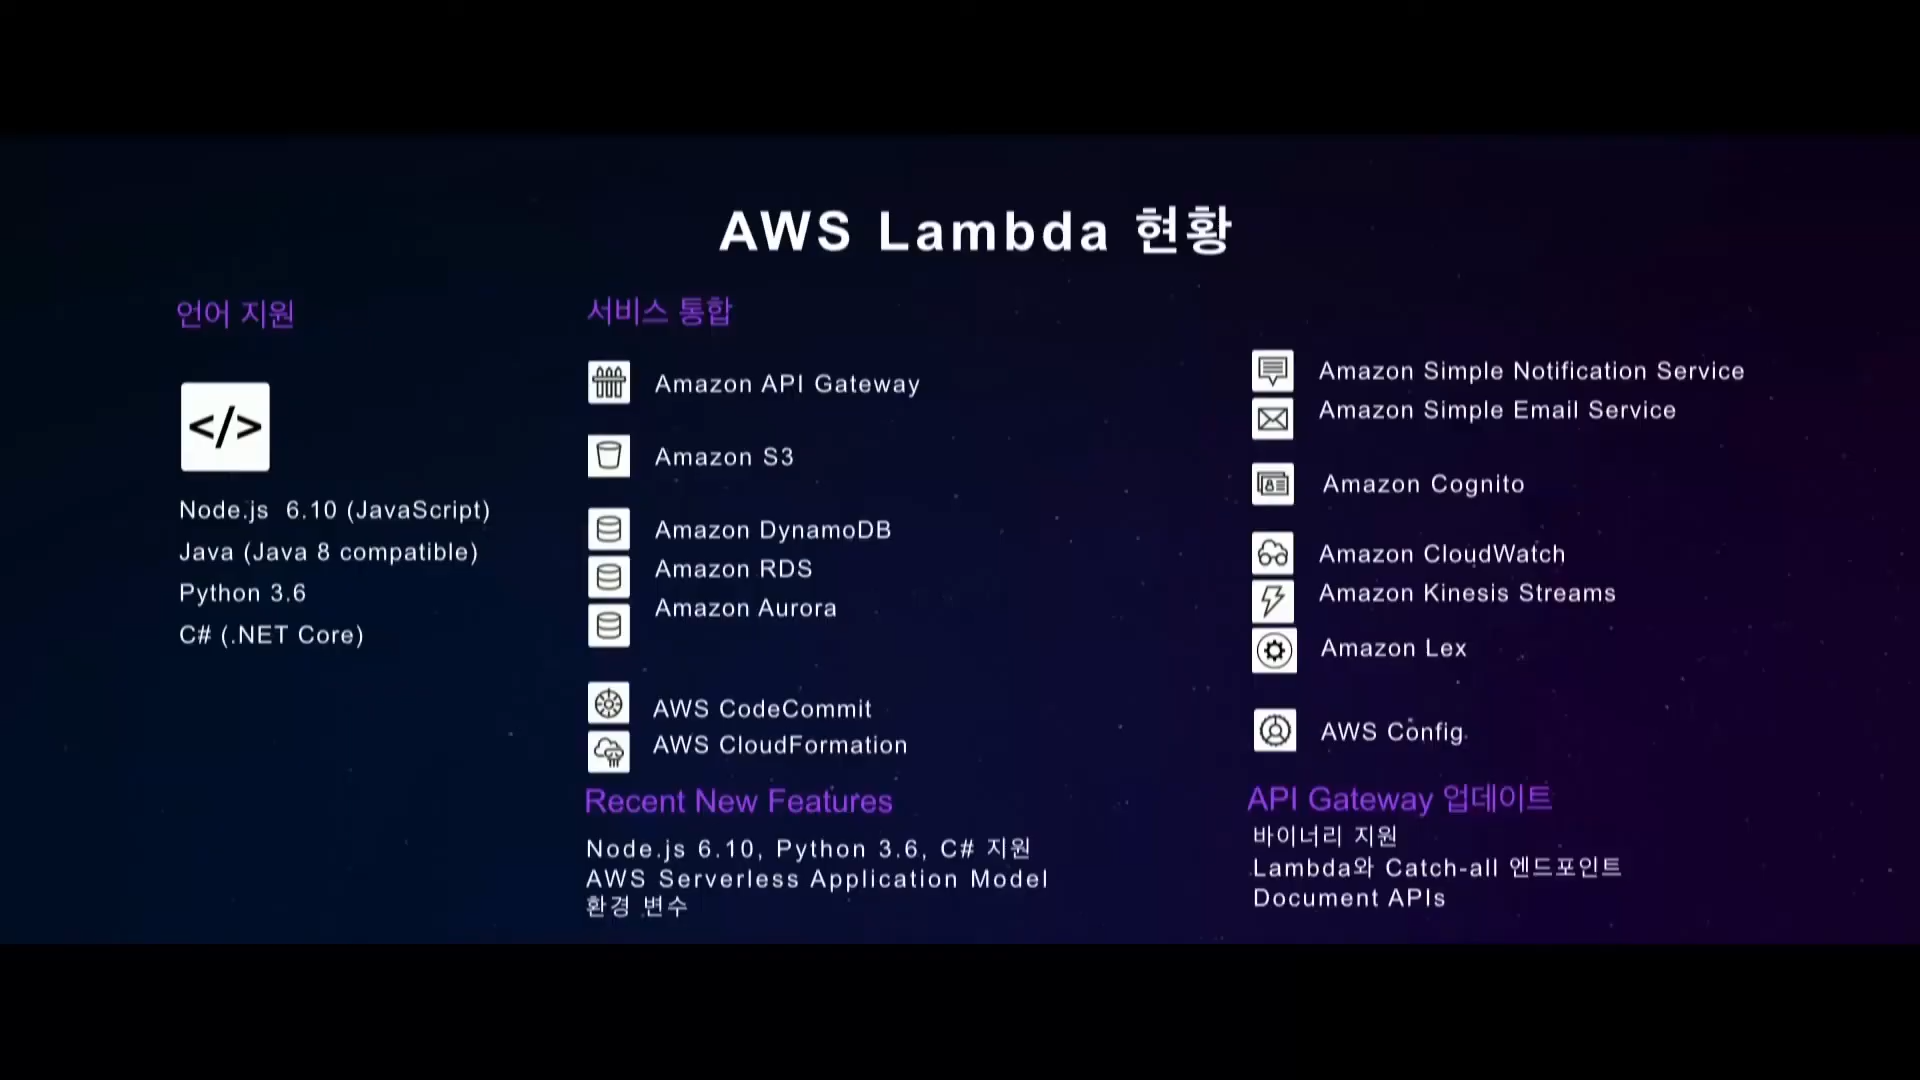 AWS Lambda 현황
언어 지원
</>
Node.js 6.10 (JavaScript)
Java (Java 8 compatible)
Python 3.6
C# (.NET Core)
서비스 통합
Amazon API Gateway
Amazon S3
Amazon DynamoDB
Amazon RDS
Amazon Aurora
AWS CodeCommit
AWS CloudFormation
Amazon Simple Notification Service
Amazon Simple Email Service
Amazon Cognito
Amazon CloudWatch
Amazon Kinesis Streams
Amazon Lex
AWS Config
Recent New Features
Node.js 6.10, Python 3.6, C# 지원
AWS Serverless Application Model
환경 변수
API Gateway 업데이트
바이너리 지원
Lambda와 Catch-all 엔드포인트
Document APIs